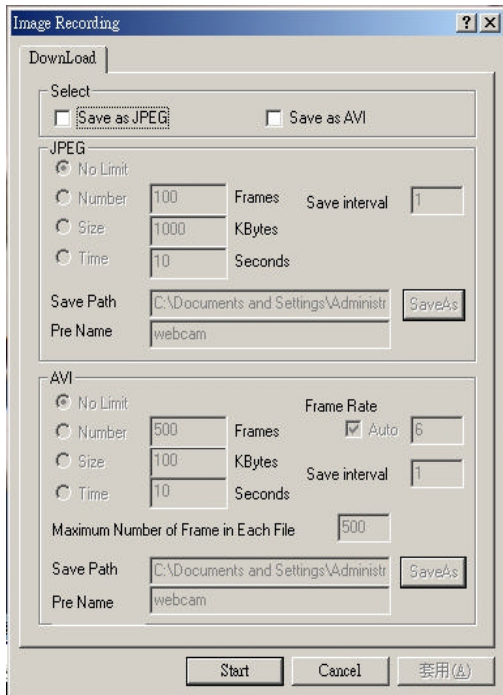 Image Recording
DownLoad
Select
Save as JPEG
Save as AVI
JPEG
No Limit
Number 100 Frames Save interval 1
Size 1000 KBytes
Time 10 Seconds
Save Path C:\Documents and Settings\Administr SaveAs
Pre Name webcam
AVI
No Limit
Frame Rate
Number 500 Frames Auto 6
Size 100 KBytes
Save interval 1
Time 10 Seconds
Maximum Number of Frame in Each File 500
Save Path C:\Documents and Settings\Administr SaveAs
Pre Name webcam
Start Cancel 套用(A)